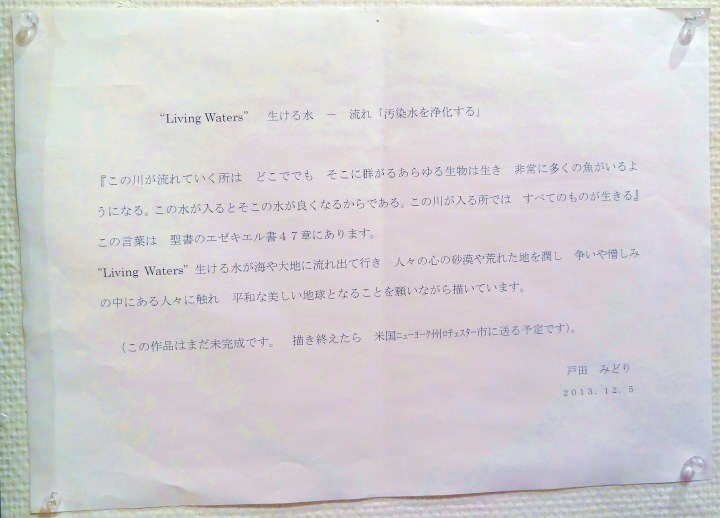 “Living Waters”　生ける水　－　流れ「汚染水を浄化する」
『この川が流れていく所は　どこででも　そこに群がるあらゆる生物は生き　非常に多くの魚がいるよ
うになる。この水が入るとそこの水が良くなるからである。この川が入る所では　すべてのものが生きる』
この言葉は　聖書のエゼキエル書４７章にあります。
“Living Waters” 生ける水が海や大地に流れ出て行き　人々の心の砂漠や荒れた地を潤し　争いや憎しみ
の中にある人々に触れ　平和な美しい地球となることを願いながら描いています。
（この作品はまだ未完成です。　描き終えたら　米国ﾆｭｰﾖｰｸ州ﾛﾁｪｽﾀｰ市に送る予定です）。
戸田　みどり
２０１３．１２．５